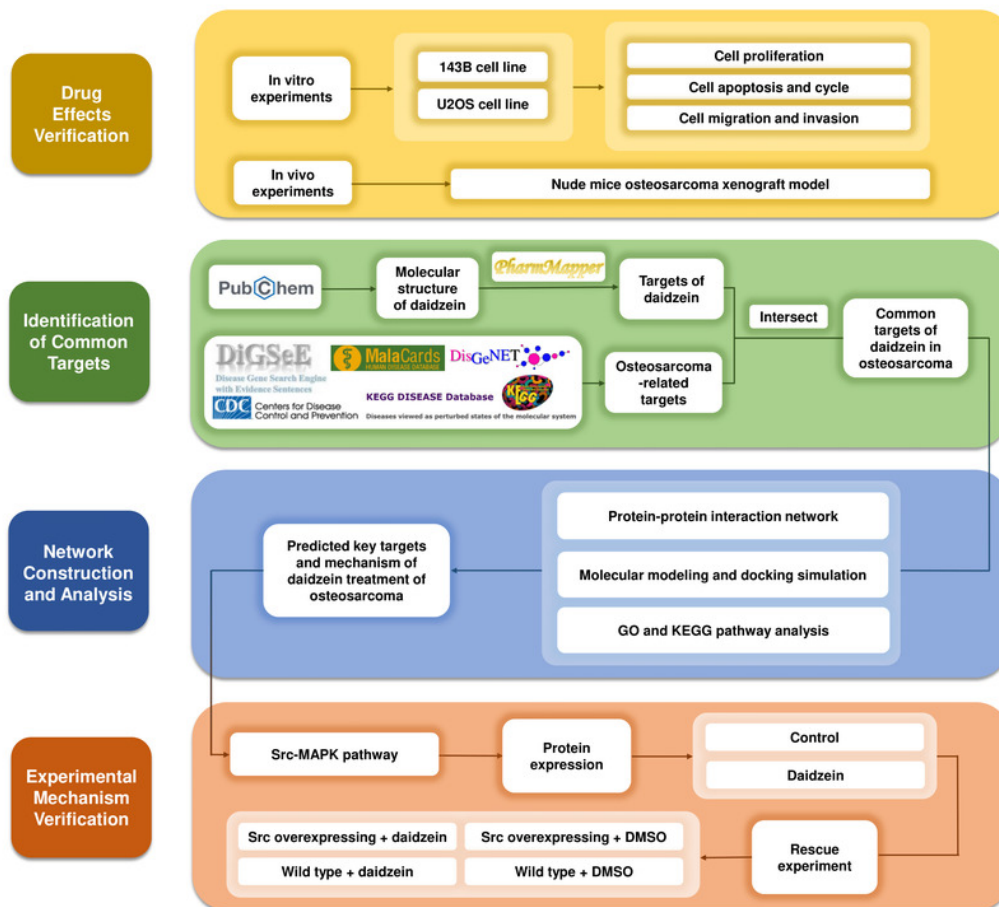 Drug
Effects
Verification
In vitro
experiments
143B cell line
U2OS cell line
Cell proliferation
Cell apoptosis and cycle
Cell migration and invasion
In vivo
experiments
Nude mice osteosarcoma xenograft model
Identification
of Common
Targets
PubChem
Molecular
structure
of daidzein
PharmMapper
Targets of
daidzein
Intersect
Common
targets of
daidzein in
osteosarcoma
DiGSeE
Disease Gene Search Engine
with Evidence Sentences
MalaCards
HUMAN DISEASE DATABASE
DisGeNET
CDC Centers for Disease
Control and Prevention
KEGG DISEASE Database
KEGG
Diseases viewed as perturbed states of the molecular system
Osteosarcoma
-related
targets
Network
Construction
and Analysis
Predicted key targets
and mechanism of
daidzein treatment of
osteosarcoma
Protein-protein interaction network
Molecular modeling and docking simulation
GO and KEGG pathway analysis
Experimental
Mechanism
Verification
Src-MAPK pathway
Protein
expression
Control
Daidzein
Rescue
experiment
Src overexpressing + daidzein
Src overexpressing + DMSO
Wild type + daidzein
Wild type + DMSO